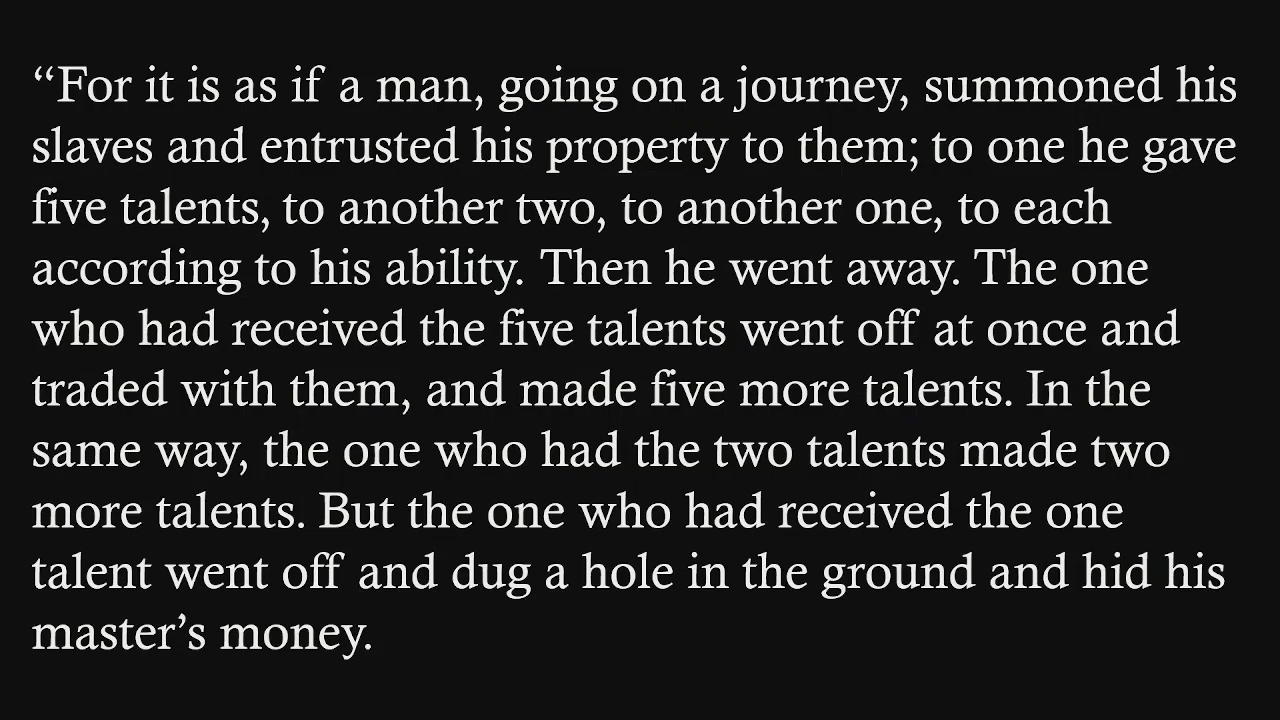 “For it is as if a man, going on a journey, summoned his
slaves and entrusted his property to them; to one he gave
five talents, to another two, to another one, to each
according to his ability. Then he went away. The one
who had received the five talents went off at once and
traded with them, and made five more talents. In the
same way, the one who had the two talents made two
more talents. But the one who had received the one
talent went off and dug a hole in the ground and hid his
master’s money.